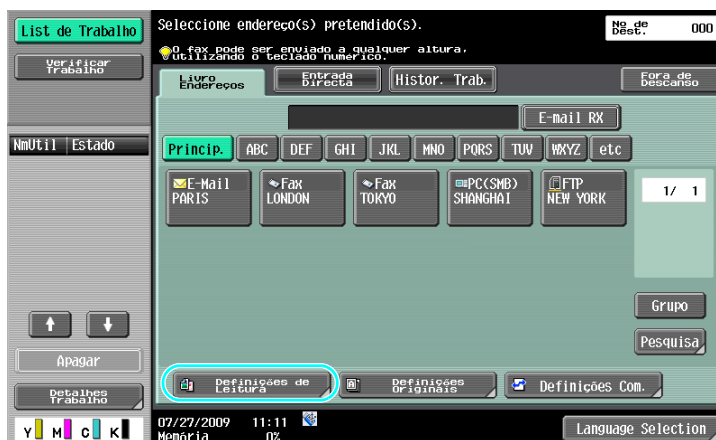 List de Trabalho
Verificar
Trabalho
NmUtil Estado
Apagar
Detalhes
Trabalho
Y M C K
Seleccione endereço(s) pretendido(s).
Nº de
Dest.
000
O fax pode ser enviado a qualquer altura,
utilizando o teclado numérico.
Livro
Endereços
Entrada
Directa
Histor. Trab.
Fora de
Descanso
E-mail RX
Princip. ABC DEF GHI JKL MNO PQRS TUV WXYZ etc
E-Mail
PARIS
Fax
LONDON
Fax
TOKYO
PC(SMB)
SHANGHAI
FTP
NEW YORK
1/ 1
Grupo
Pesquisa
Definições de
Leitura
Definições
Originais
Definições Com.
07/27/2009 11:11
Memória 0%
Language Selection